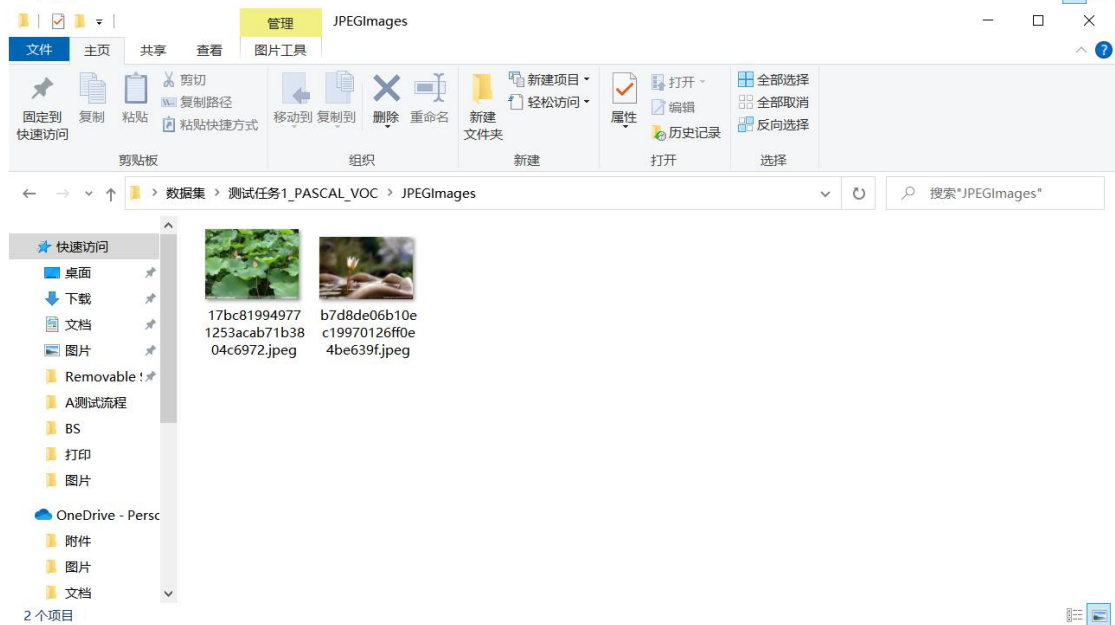 管理
JPEGImages
文件
主页
共享
查看
图片工具
固定到
快速访问
复制
粘贴
剪切
复制路径
粘贴快捷方式
剪贴板
移动到
复制到
删除
重命名
组织
新建
文件夹
新建项目
轻松访问
新建
属性
打开
编辑
历史记录
打开
全部选择
全部取消
反向选择
选择
数据集 > 测试任务1_PASCAL_VOC > JPEGImages
搜索"JPEGImages"
快速访问
桌面
下载
文档
图片
Removable
A测试流程
BS
打印
图片
OneDrive - Persc
附件
图片
文档
17bc81994977
1253acab71b38
04c6972.jpeg
b7d8de06b10e
c19970126ff0e
4be639f.jpeg
2 个项目